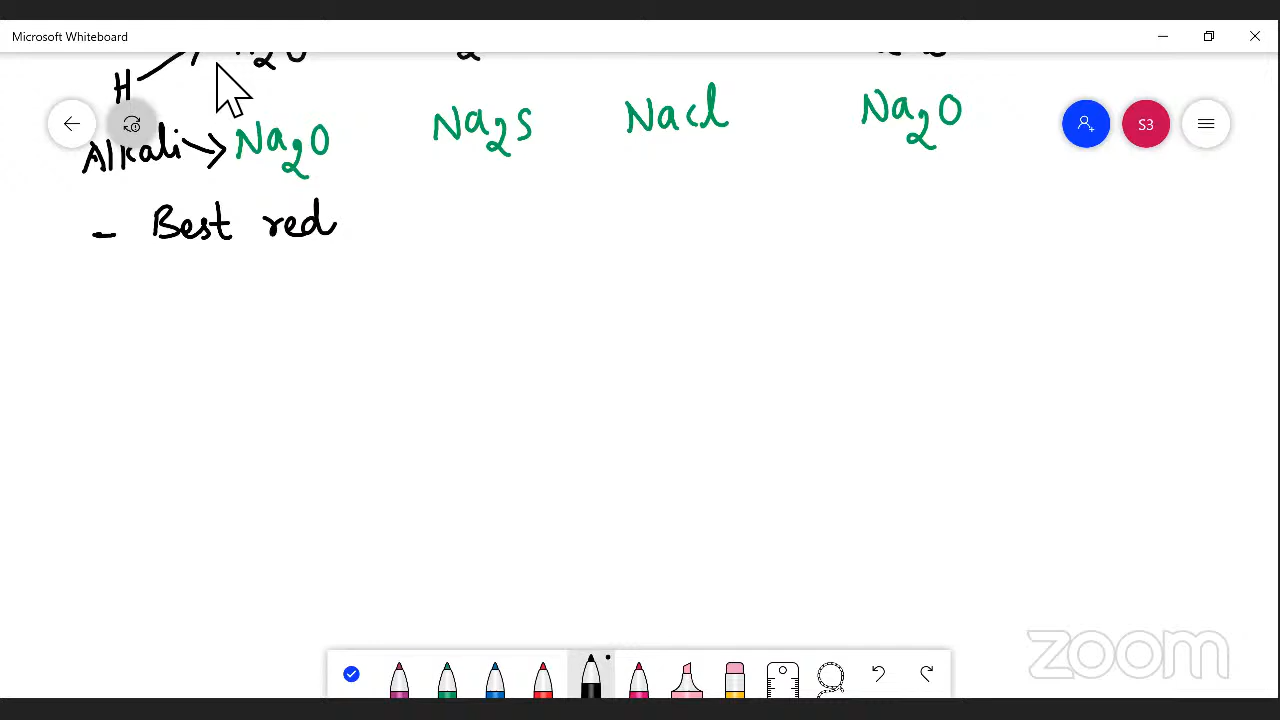 Microsoft Whiteboard
H
Alkali → Na2O Na2S Nacl Na2O
S3
- Best red
zoom